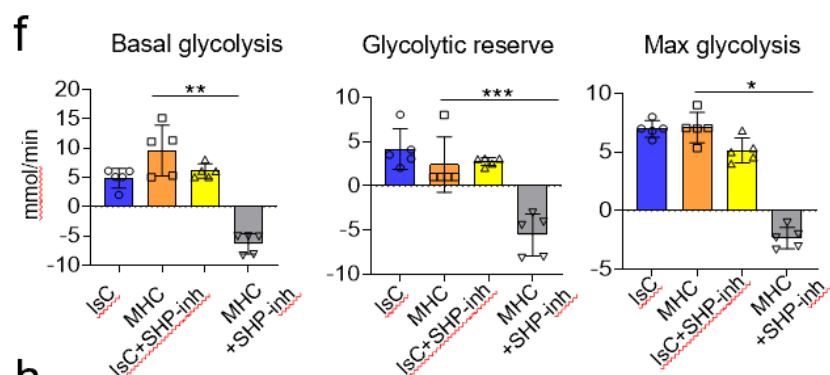 f
Basal glycolysis
Glycolytic reserve
Max glycolysis
mmol/min
20
15
10
5
0
-5
-10
**
IsC
MHC
IsC+SHP-inh
MHC
+SHP-inh
10
5
0
-5
-10
***
IsC
MHC
IsC+SHP-inh
MHC
+SHP-inh
10
5
0
-5
*
IsC
MHC
IsC+SHP-inh
MHC
+SHP-inh